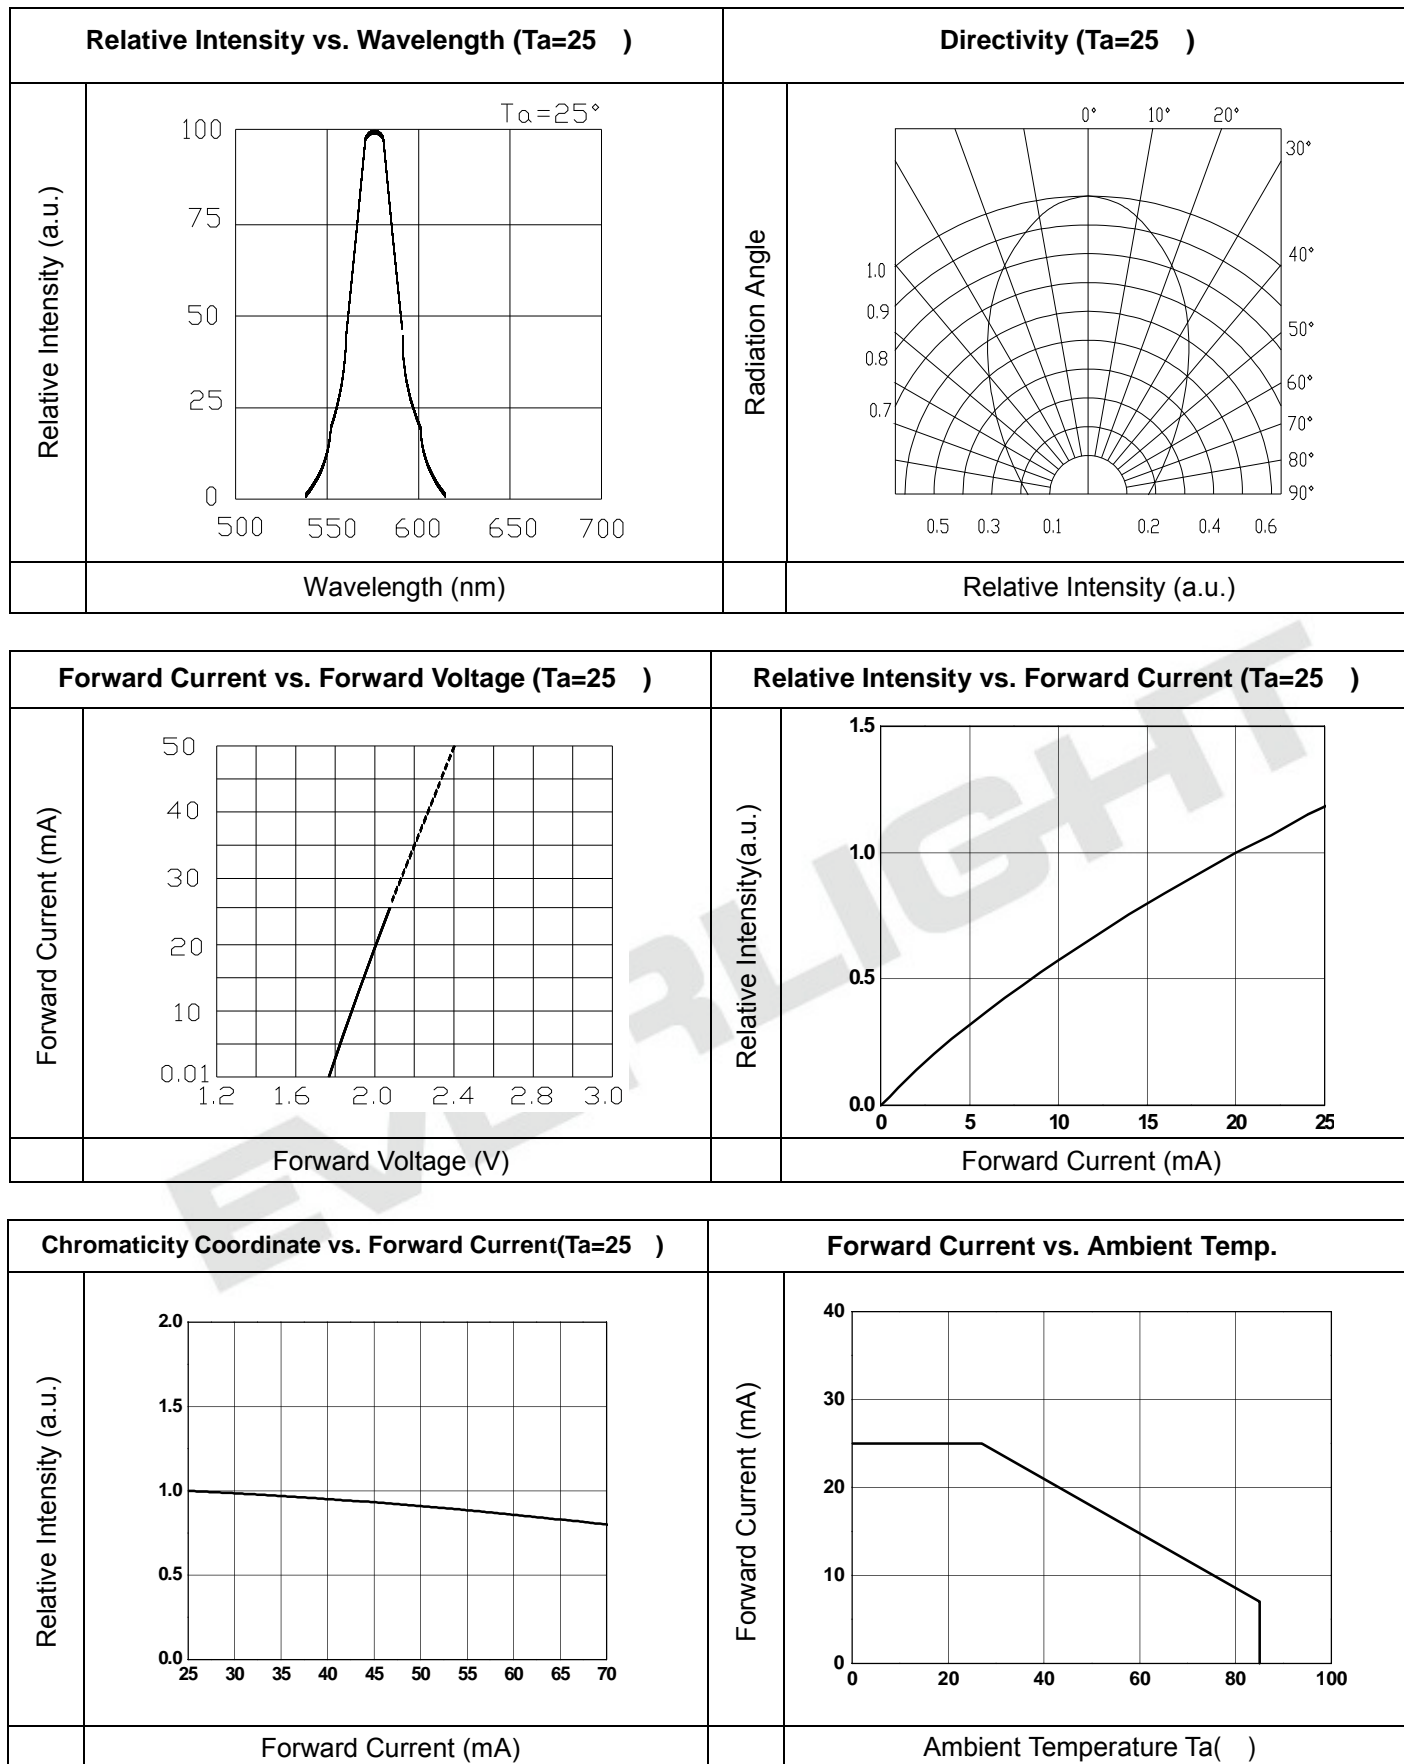 Relative Intensity vs. Wavelength (Ta=25 )
Directivity (Ta=25 )
Relative Intensity (a.u.)
Ta=25°
100
75
50
25
0
500 550 600 650 700
Wavelength (nm)
Radiation Angle
0° 10° 20°
30°
40°
50°
60°
70°
80°
90°
1.0
0.9
0.8
0.7
0.5 0.3 0.1 0.2 0.4 0.6
Relative Intensity (a.u.)
Forward Current vs. Forward Voltage (Ta=25 )
Relative Intensity vs. Forward Current (Ta=25 )
Forward Current (mA)
50
40
30
20
10
0.01
1.2 1.6 2.0 2.4 2.8 3.0
Forward Voltage (V)
Relative Intensity(a.u.)
1.5
1.0
0.5
0.0
0 5 10 15 20 25
Forward Current (mA)
EVERLIGHT
Chromaticity Coordinate vs. Forward Current(Ta=25 )
Forward Current vs. Ambient Temp.
Relative Intensity (a.u.)
2.0
1.5
1.0
0.5
0.0
25 30 35 40 45 50 55 60 65 70
Forward Current (mA)
Forward Current (mA)
40
30
20
10
0
0 20 40 60 80 100
Ambient Temperature Ta( )